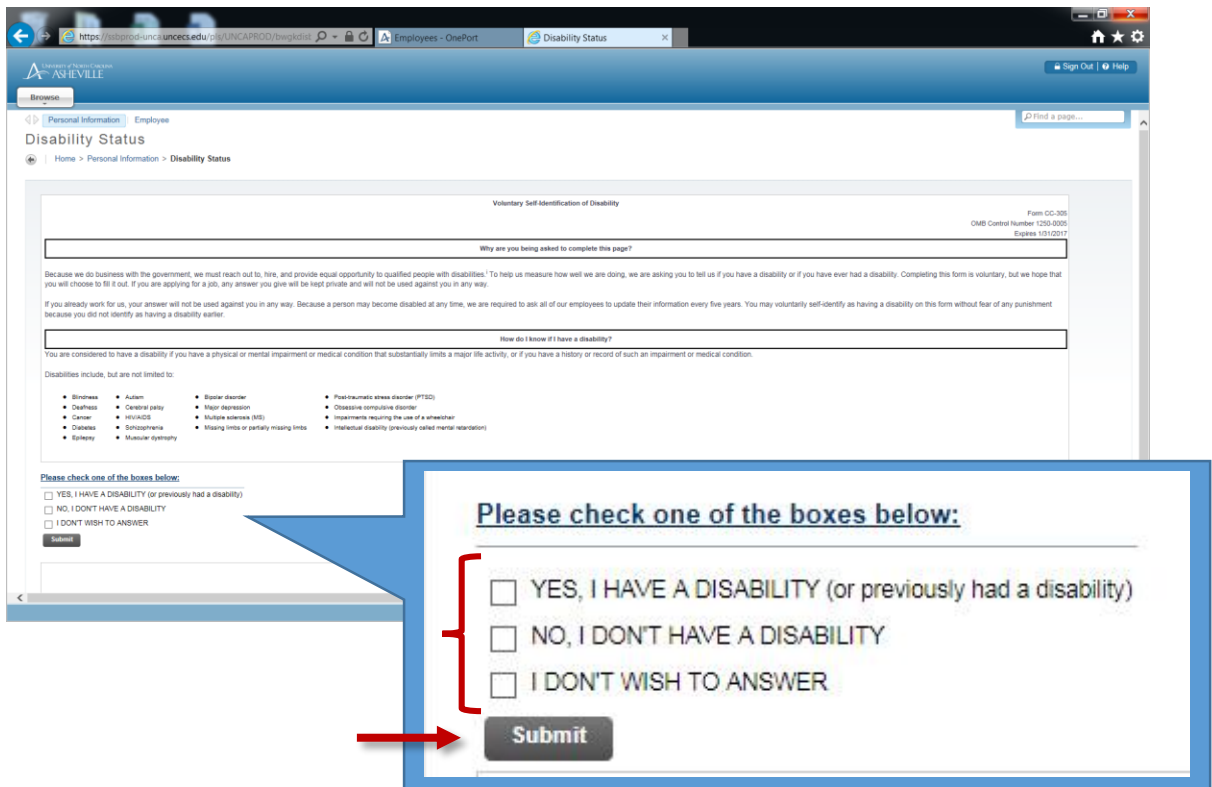 https://ssbprod-unca.uncecs.edu/pls/UNCAPROD/bwgkdist
Employees - OnePort
Disability Status
UNIVERSITY of NORTH CAROLINA
ASHEVILLE
Sign Out | Help
Browse
Personal Information Employee
Find a page...
Disability Status
Home > Personal Information > Disability Status
Voluntary Self-Identification of Disability
Form CC-305
OMB Control Number 1250-0005
Expires 1/31/2017
Why are you being asked to complete this page?
Because we do business with the government, we must reach out to, hire, and provide equal opportunity to qualified people with disabilities.i To help us measure how well we are doing, we are asking you to tell us if you have a disability or if you have ever had a disability. Completing this form is voluntary, but we hope that
you will choose to fill it out. If you are applying for a job, any answer you give will be kept private and will not be used against you in any way.
If you already work for us, your answer will not be used against you in any way. Because a person may become disabled at any time, we are required to ask all of our employees to update their information every five years. You may voluntarily self-identify as having a disability on this form without fear of any punishment
because you did not identify as having a disability earlier.
How do I know if I have a disability?
You are considered to have a disability if you have a physical or mental impairment or medical condition that substantially limits a major life activity, or if you have a history or record of such an impairment or medical condition.
Disabilities include, but are not limited to:
• Blindness • Autism • Bipolar disorder • Post-traumatic stress disorder (PTSD)
• Deafness • Cerebral palsy • Major depression • Obsessive compulsive disorder
• Cancer • HIV/AIDS • Multiple sclerosis (MS) • Impairments requiring the use of a wheelchair
• Diabetes • Schizophrenia • Missing limbs or partially missing limbs • Intellectual disability (previously called mental retardation)
• Epilepsy • Muscular dystrophy
Please check one of the boxes below:
YES, I HAVE A DISABILITY (or previously had a disability)
NO, I DON'T HAVE A DISABILITY
I DON'T WISH TO ANSWER
Submit
Please check one of the boxes below:
YES, I HAVE A DISABILITY (or previously had a disability)
NO, I DON'T HAVE A DISABILITY
I DON'T WISH TO ANSWER
Submit